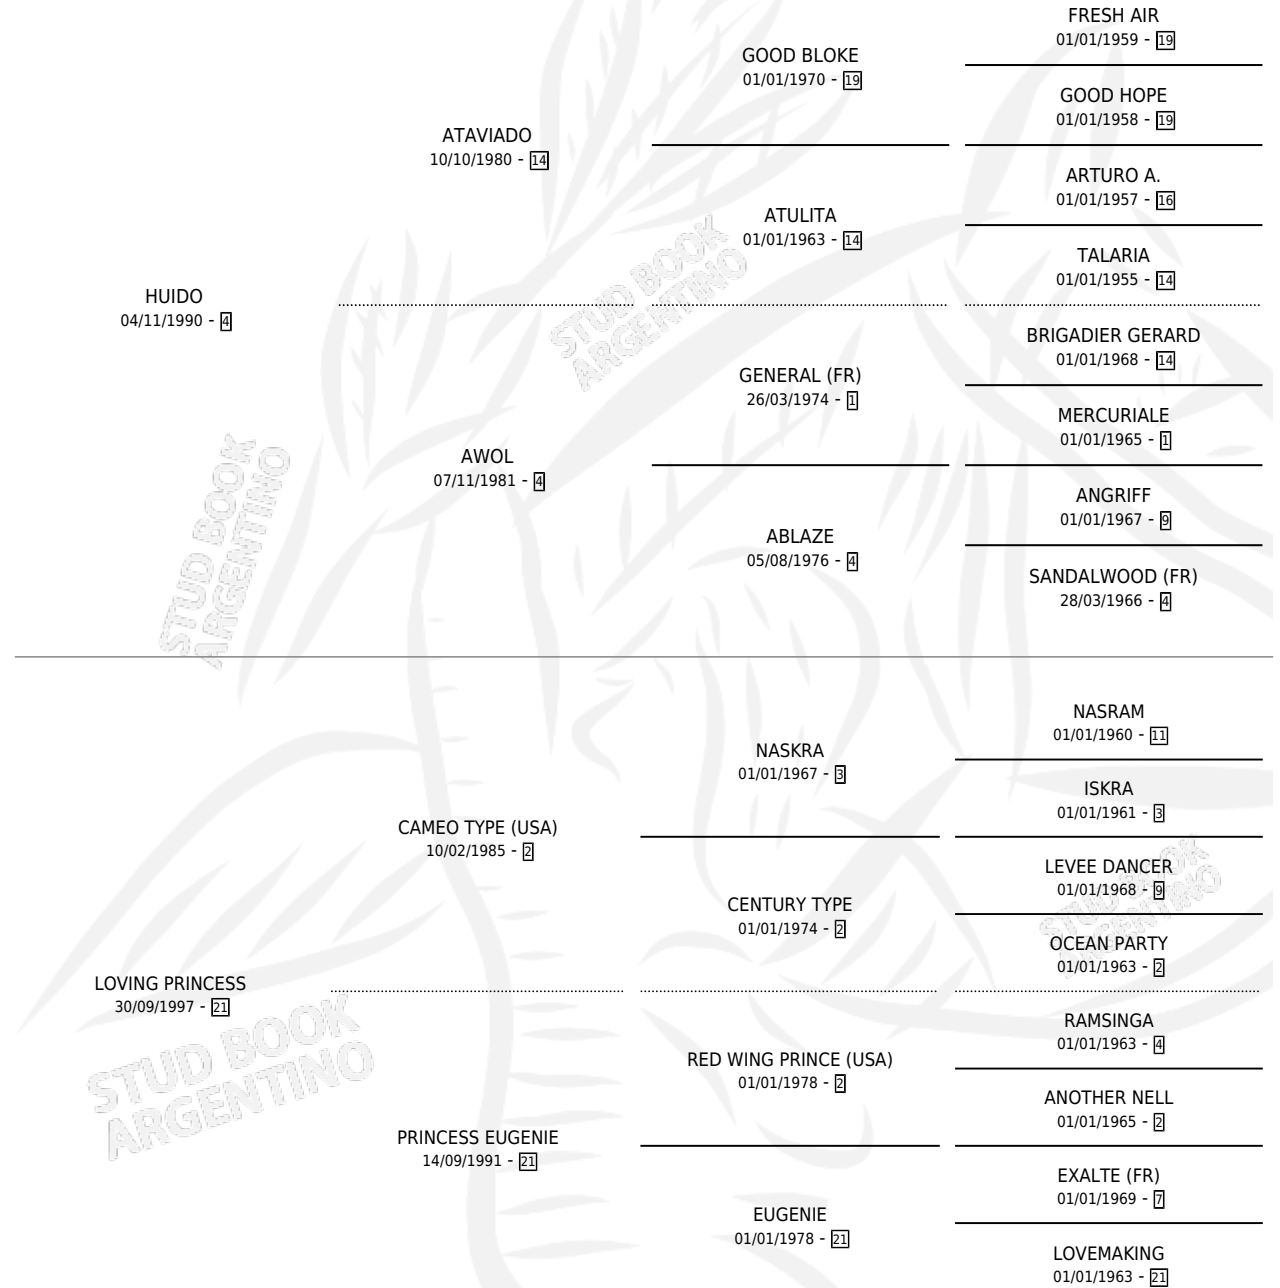 FRESH AIR
01/01/1959 - 19
GOOD BLOKE
01/01/1970 - 19
GOOD HOPE
01/01/1958 - 19
ATAVIADO
10/10/1980 - 14
ARTURO A.
01/01/1957 - 16
ATULITA
01/01/1963 - 14
TALARIA
01/01/1955 - 14
HUIDO
04/11/1990 - 4
BRIGADIER GERARD
01/01/1968 - 14
GENERAL (FR)
26/03/1974 - 1
MERCURIALE
01/01/1965 - 1
AWOL
07/11/1981 - 4
ANGRIFF
01/01/1967 - 9
ABLAZE
05/08/1976 - 4
SANDALWOOD (FR)
28/03/1966 - 4
NASRAM
01/01/1960 - 11
NASKRA
01/01/1967 - 3
ISKRA
01/01/1961 - 3
CAMEO TYPE (USA)
10/02/1985 - 2
LEVEE DANCER
01/01/1968 - 9
CENTURY TYPE
01/01/1974 - 2
OCEAN PARTY
01/01/1963 - 2
LOVING PRINCESS
30/09/1997 - 21
RAMSINGA
01/01/1963 - 4
RED WING PRINCE (USA)
01/01/1978 - 2
ANOTHER NELL
01/01/1965 - 2
PRINCESS EUGENIE
14/09/1991 - 21
EXALTE (FR)
01/01/1969 - 7
EUGENIE
01/01/1978 - 21
LOVEMAKING
01/01/1963 - 21
STUD BOOK
ARGENTINO
STUD BOOK
ARGENTINO
STUD BOOK
ARGENTINO
STUD BOOK
ARGENTINO